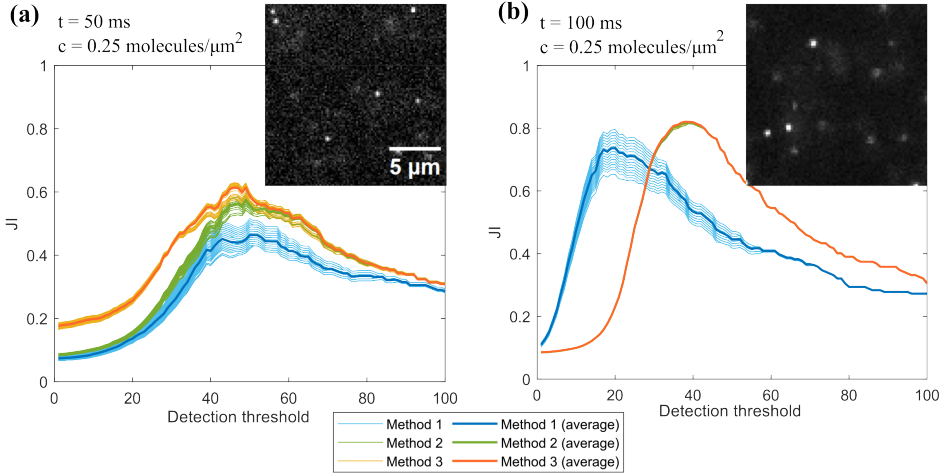 (a)
t = 50 ms
c = 0.25 molecules/μm²
5 μm
1
0.8
0.6
0.4
0.2
0
JI
0 20 40 60 80 100
Detection threshold
(b)
t = 100 ms
c = 0.25 molecules/μm²
1
0.8
0.6
0.4
0.2
0
JI
0 20 40 60 80 100
Detection threshold
Method 1 Method 1 (average)
Method 2 Method 2 (average)
Method 3 Method 3 (average)